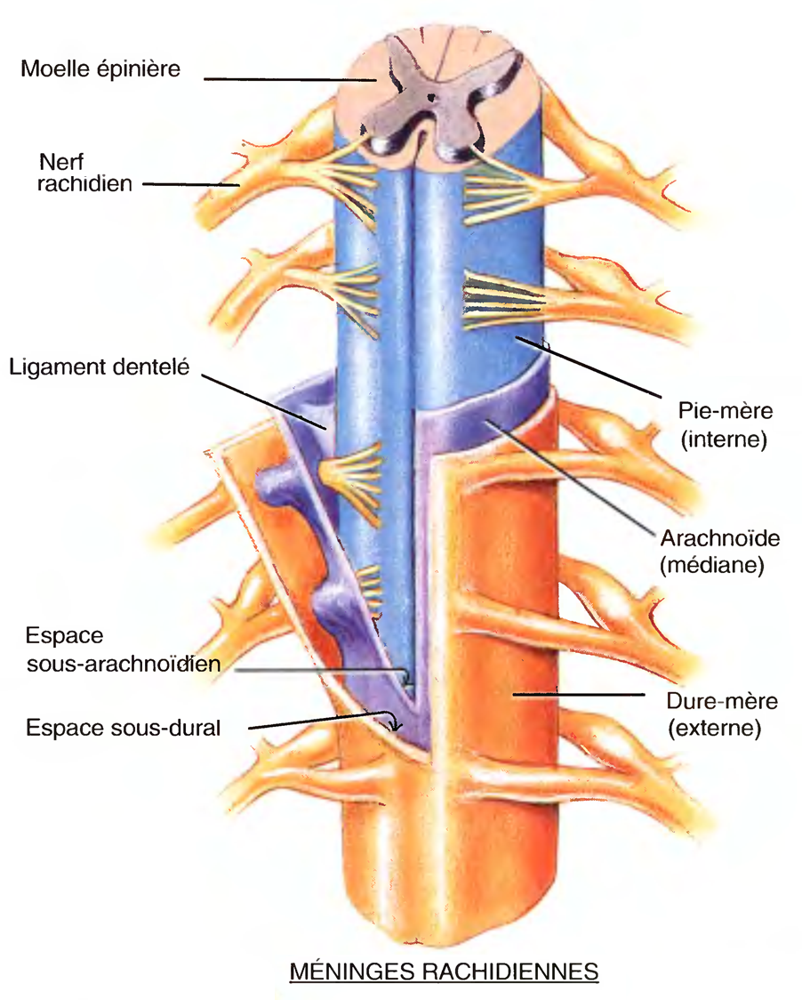 Moelle épinière
Nerf
rachidien
Ligament dentelé
Pie-mère
(interne)
Arachnoïde
(médiane)
Espace
sous-arachnoïdien
Espace sous-dural
Dure-mère
(externe)
MÉNINGES RACHIDIENNES